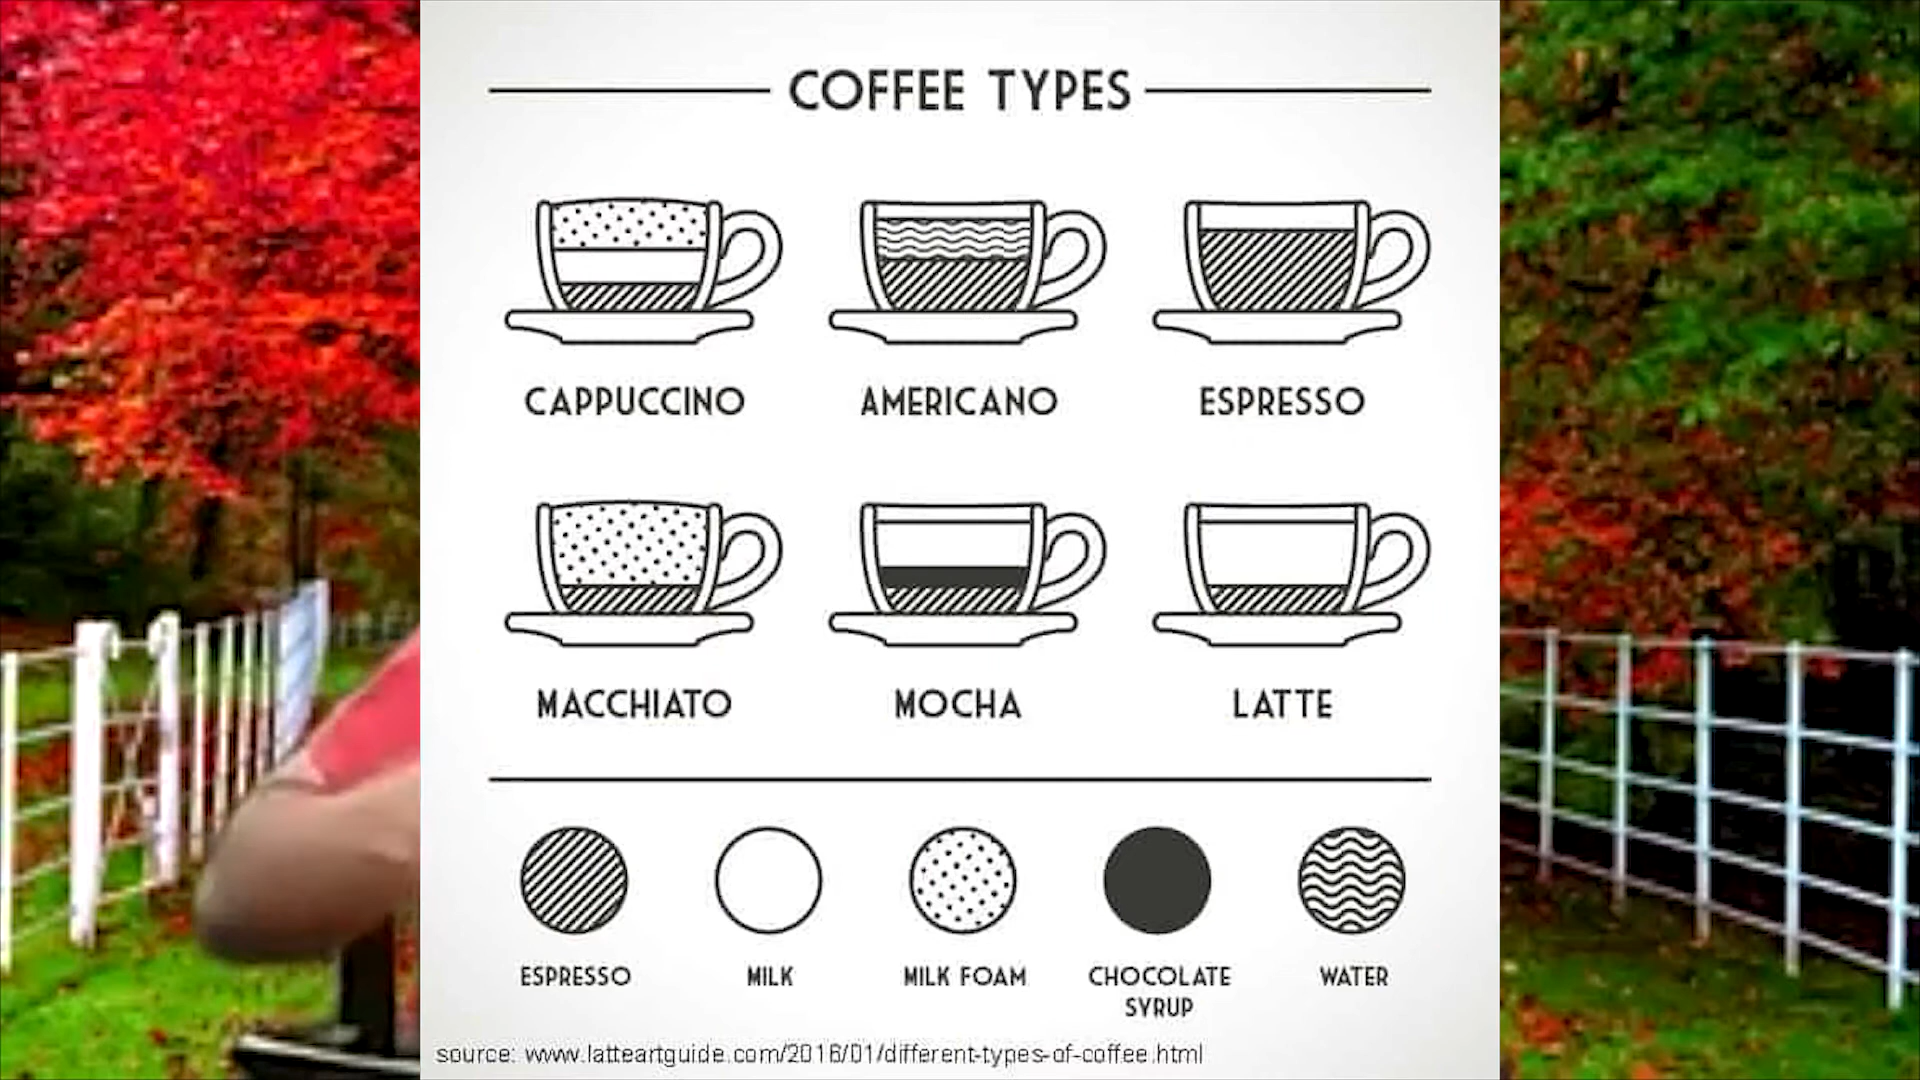 COFFEE TYPES
CAPPUCCINO AMERICANO ESPRESSO
MACCHIATO MOCHA LATTE
ESPRESSO MILK MILK FOAM CHOCOLATE SYRUP WATER
source: www.latteartguide.com/2016/01/different-types-of-coffee.html